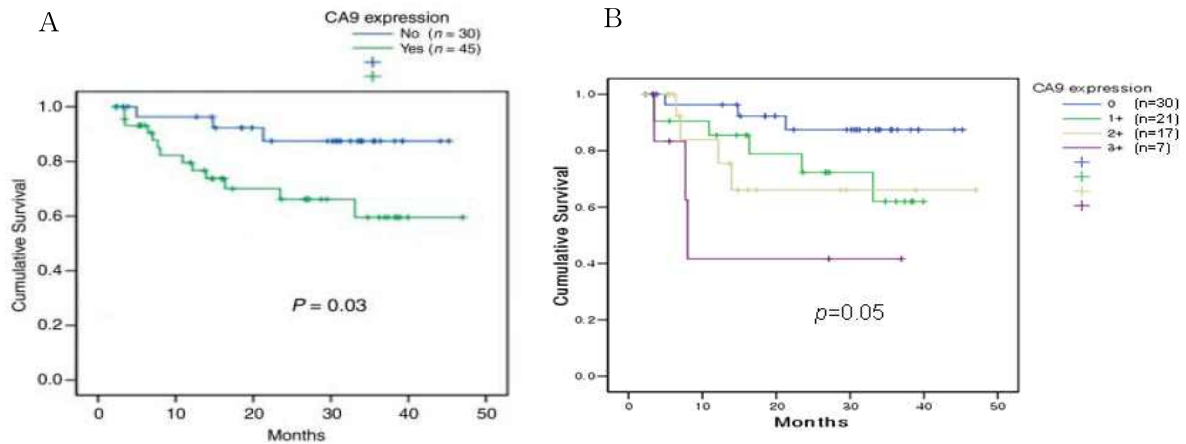 A
CA9 expression
No (n = 30)
Yes (n = 45)
1.0
0.8
0.6
0.4
0.2
0.0
Cumulative Survival
P = 0.03
0 10 20 30 40 50
Months
B
CA9 expression
0 (n=30)
1+ (n=21)
2+ (n=17)
3+ (n=7)
1.0
0.8
0.6
0.4
0.2
0.0
Cumulative Survival
p=0.05
0 10 20 30 40 50
Months